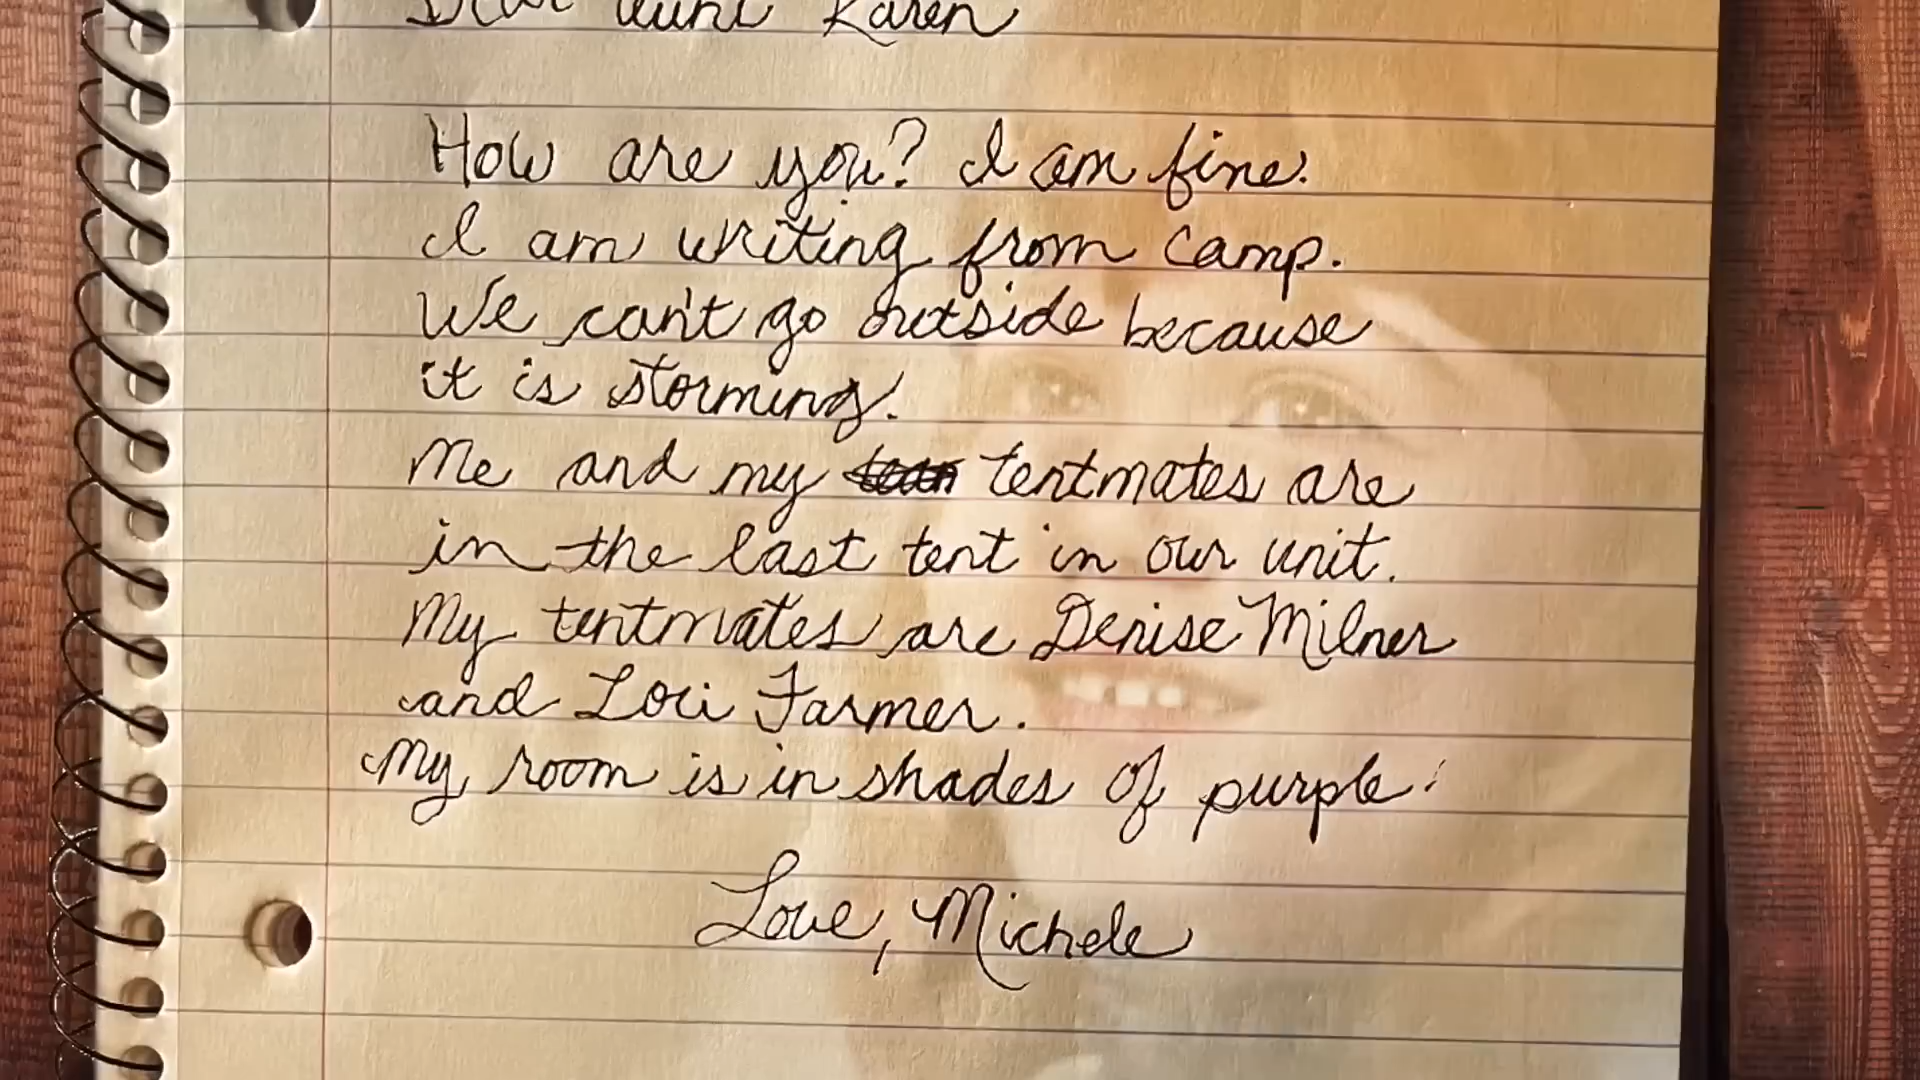 Dear Aunt Karen
How are you? I am fine.
I am writing from camp.
We can't go outside because
it is storming.
Me and my tentmates are
in the last tent in our unit.
My tentmates are Denise Milner
and Lori Farmer.
My room is in shades of purple.
Love, Michele